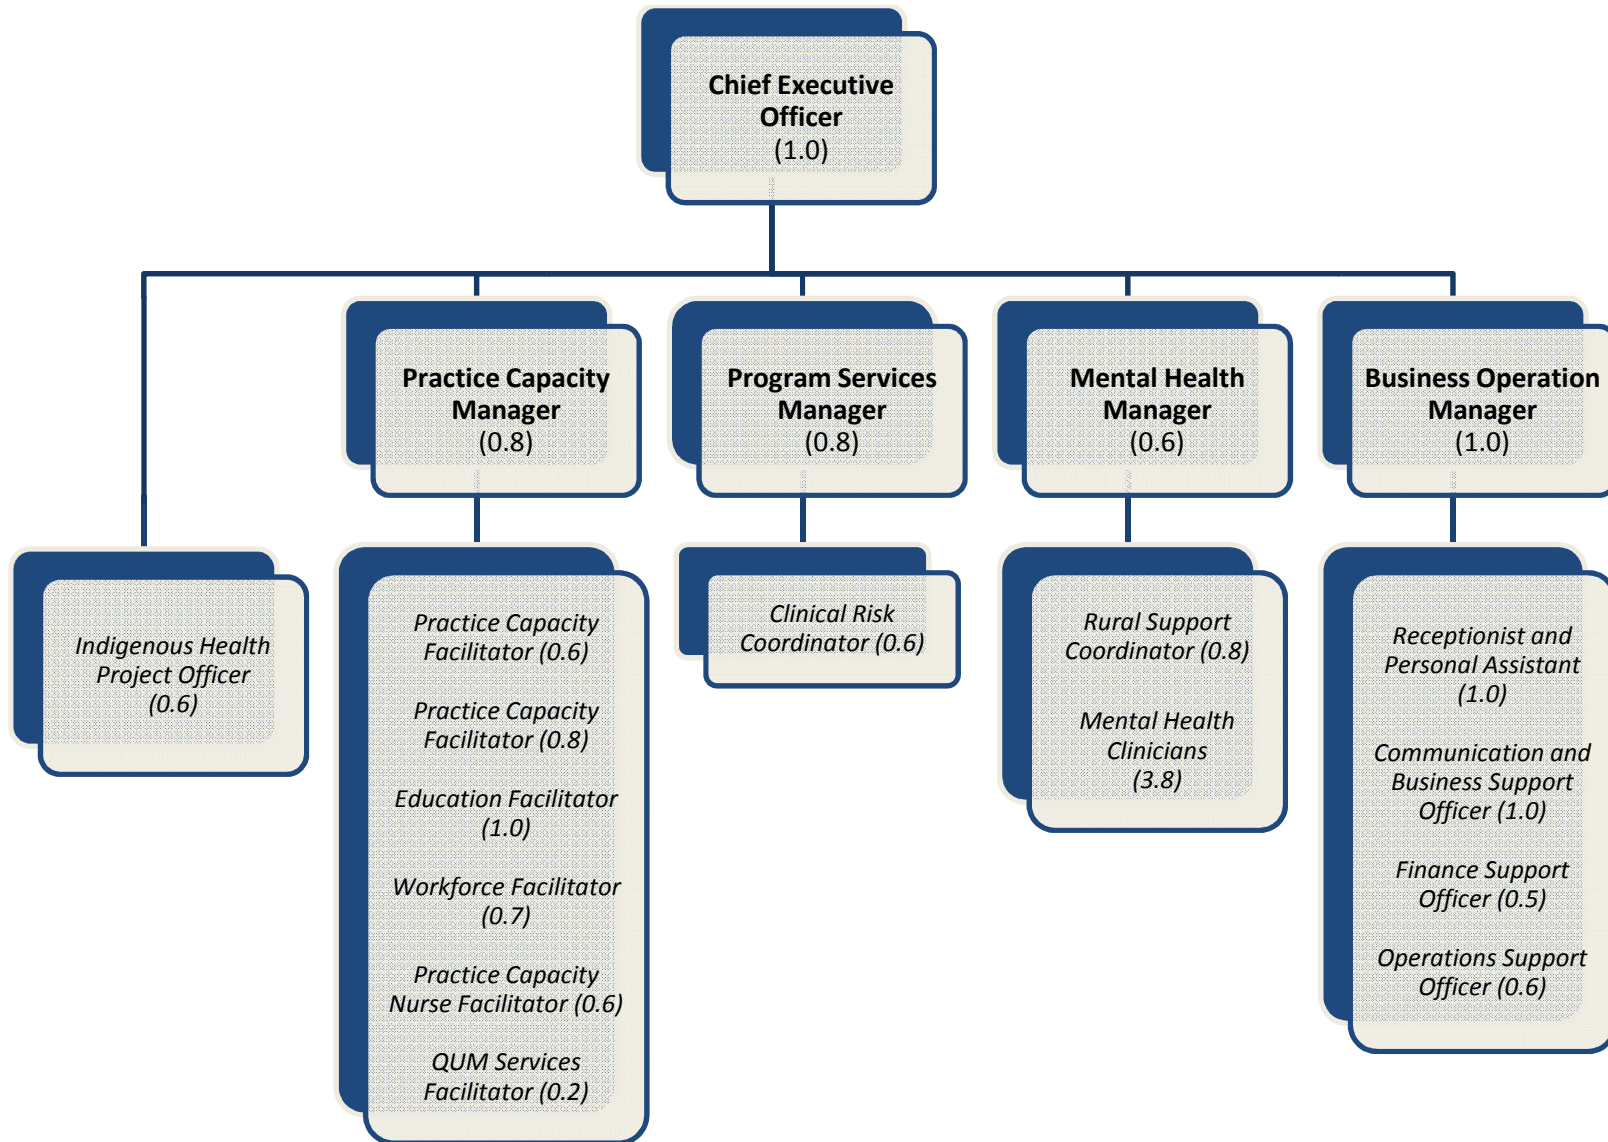 Chief Executive
Officer
(1.0)
Practice Capacity
Manager
(0.8)
Program Services
Manager
(0.8)
Mental Health
Manager
(0.6)
Business Operation
Manager
(1.0)
Indigenous Health
Project Officer
(0.6)
Practice Capacity
Facilitator (0.6)
Practice Capacity
Facilitator (0.8)
Education Facilitator
(1.0)
Workforce Facilitator
(0.7)
Practice Capacity
Nurse Facilitator (0.6)
QUM Services
Facilitator (0.2)
Clinical Risk
Coordinator (0.6)
Rural Support
Coordinator (0.8)
Mental Health
Clinicians
(3.8)
Receptionist and
Personal Assistant
(1.0)
Communication and
Business Support
Officer (1.0)
Finance Support
Officer (0.5)
Operations Support
Officer (0.6)